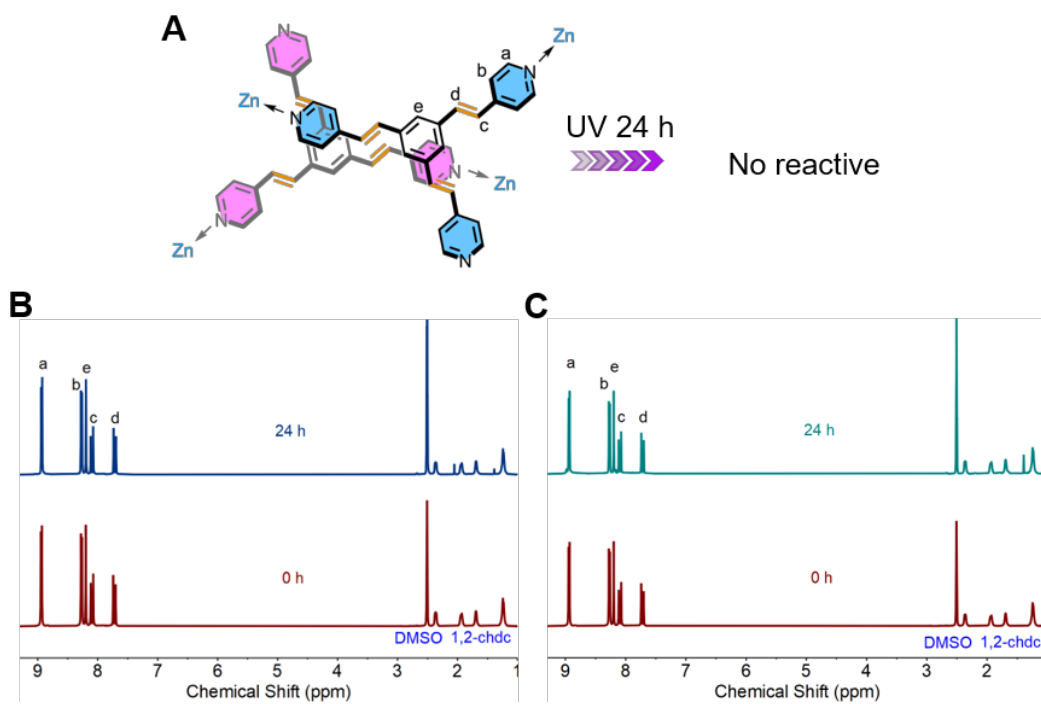 A
N
Zn
a
b
N
d
Zn
N
e
c
UV 24 h
No reactive
N
Zn
N
Zn
N
B
a
e
b
c
d
24 h
0 h
DMSO 1,2-chdc
9 8 7 6 5 4 3 2 1
Chemical Shift (ppm)
C
a
e
b
c
d
24 h
0 h
DMSO 1,2-chdc
9 8 7 6 5 4 3 2
Chemical Shift (ppm)